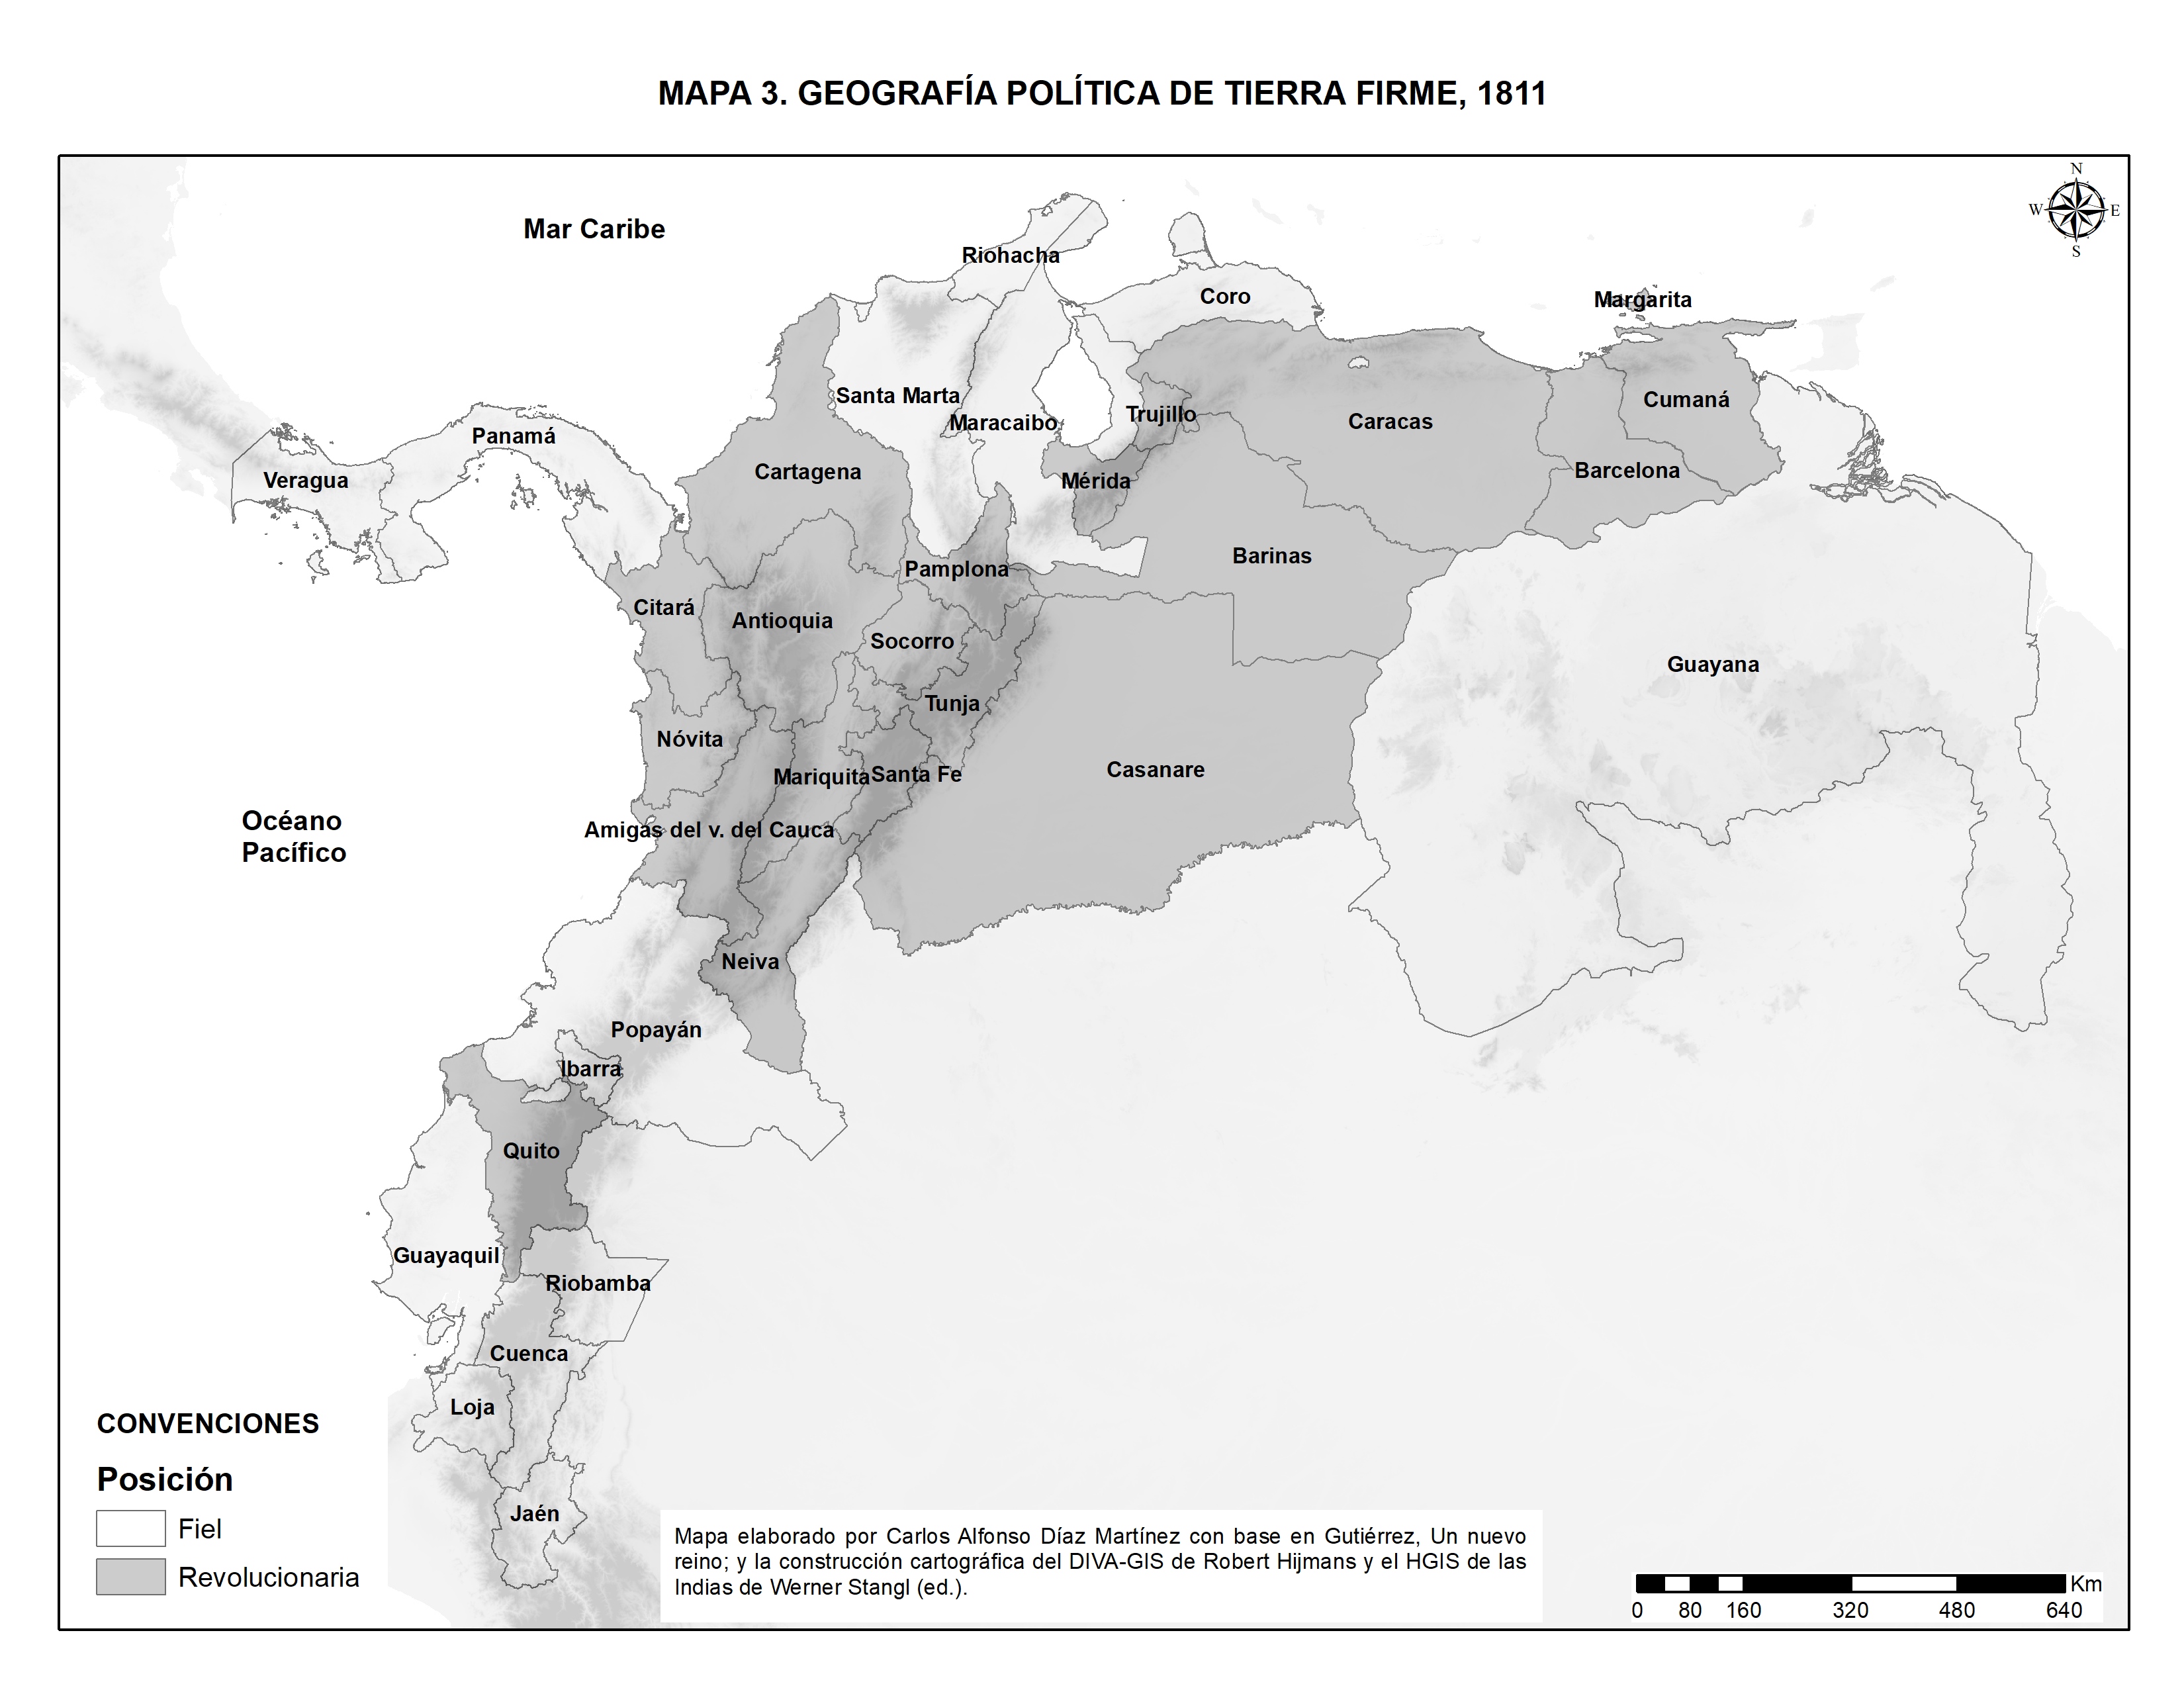 MAPA 3. GEOGRAFÍA POLÍTICA DE TIERRA FIRME, 1811
N
W
E
S
Mar Caribe
Riohacha
Coro
Margarita
Santa Marta
Maracaibo
Trujillo
Caracas
Cumaná
Panamá
Veragua
Cartagena
Mérida
Barcelona
Barinas
Pamplona
Citará
Antioquia
Socorro
Guayana
Tunja
Nóvita
Mariquita
Santa Fe
Casanare
Océano
Pacífico
Amigas del v. del Cauca
Neiva
Popayán
Ibarra
Quito
Guayaquil
Riobamba
Cuenca
Loja
Jaén
CONVENCIONES
Posición
Fiel
Revolucionaria
Mapa elaborado por Carlos Alfonso Díaz Martínez con base en Gutiérrez, Un nuevo
reino; y la construcción cartográfica del DIVA-GIS de Robert Hijmans y el HGIS de las
Indias de Werner Stangl (ed.).
Km
0 80 160 320 480 640